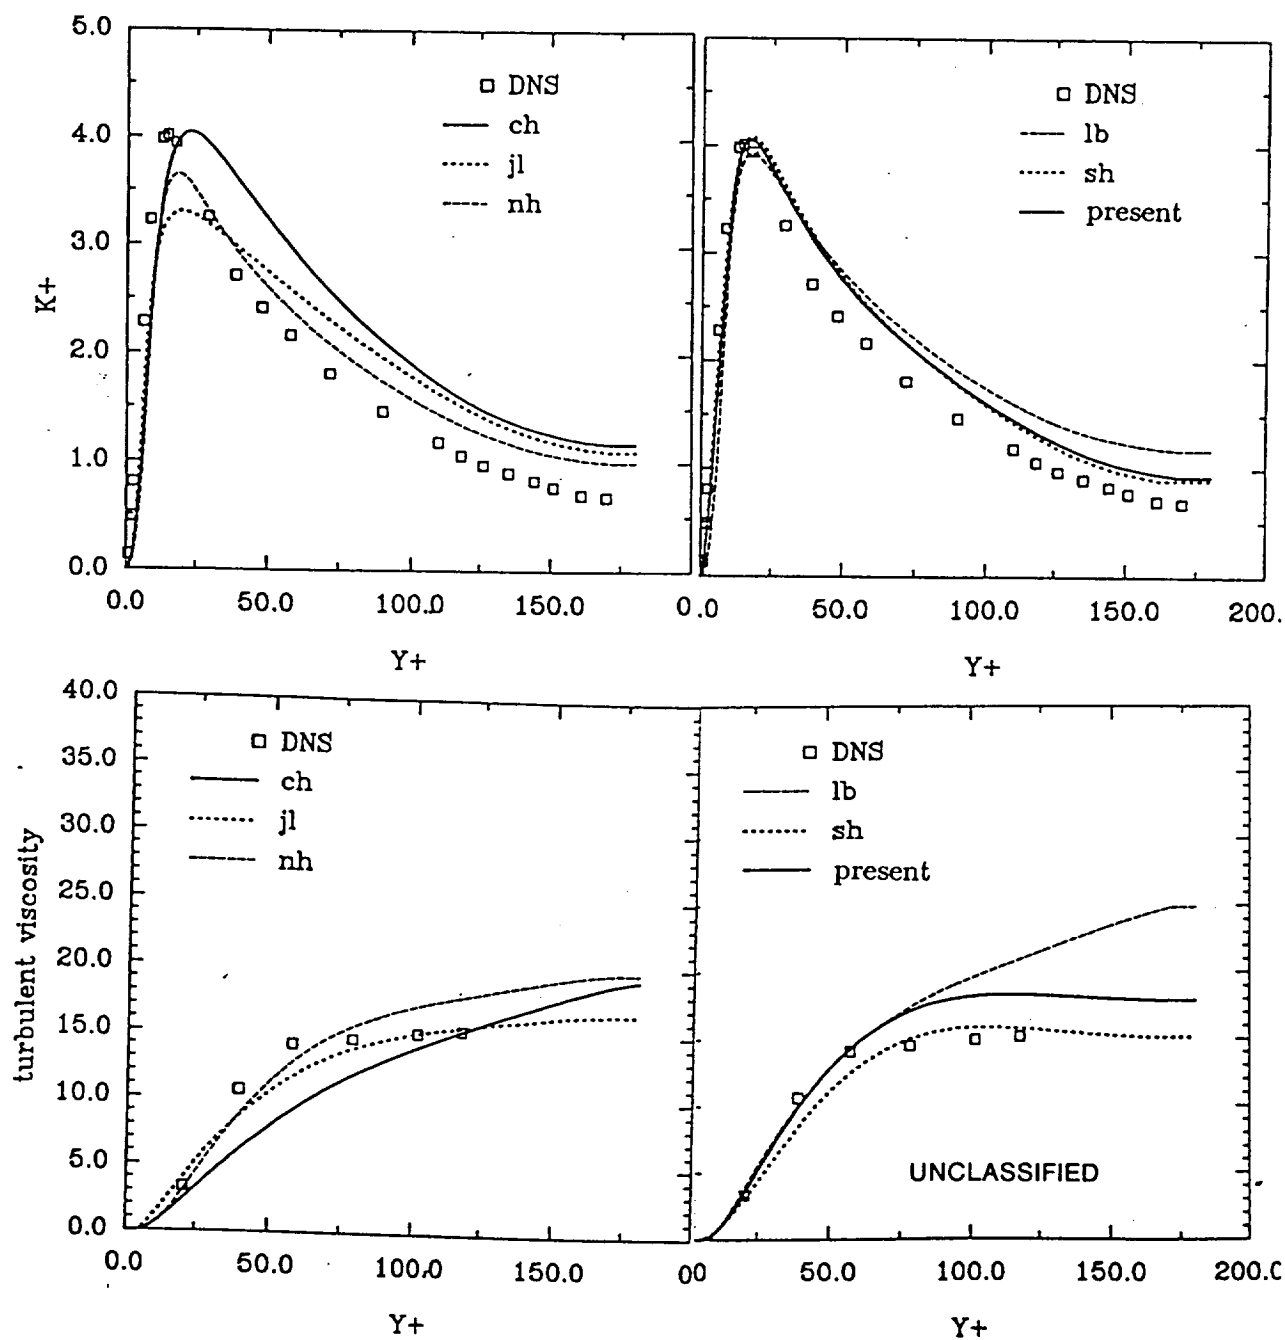 5.0
4.0
3.0
2.0
1.0
0.0
K+
DNS
ch
jl
nh
0.0 50.0 100.0 150.0
Y+
DNS
lb
sh
present
0.0 50.0 100.0 150.0 200.
Y+
40.0
35.0
30.0
25.0
20.0
15.0
10.0
5.0
0.0
turbulent viscosity
DNS
ch
jl
nh
0.0 50.0 100.0 150.0
Y+
DNS
lb
sh
present
UNCLASSIFIED
00 50.0 100.0 150.0 200.0
Y+